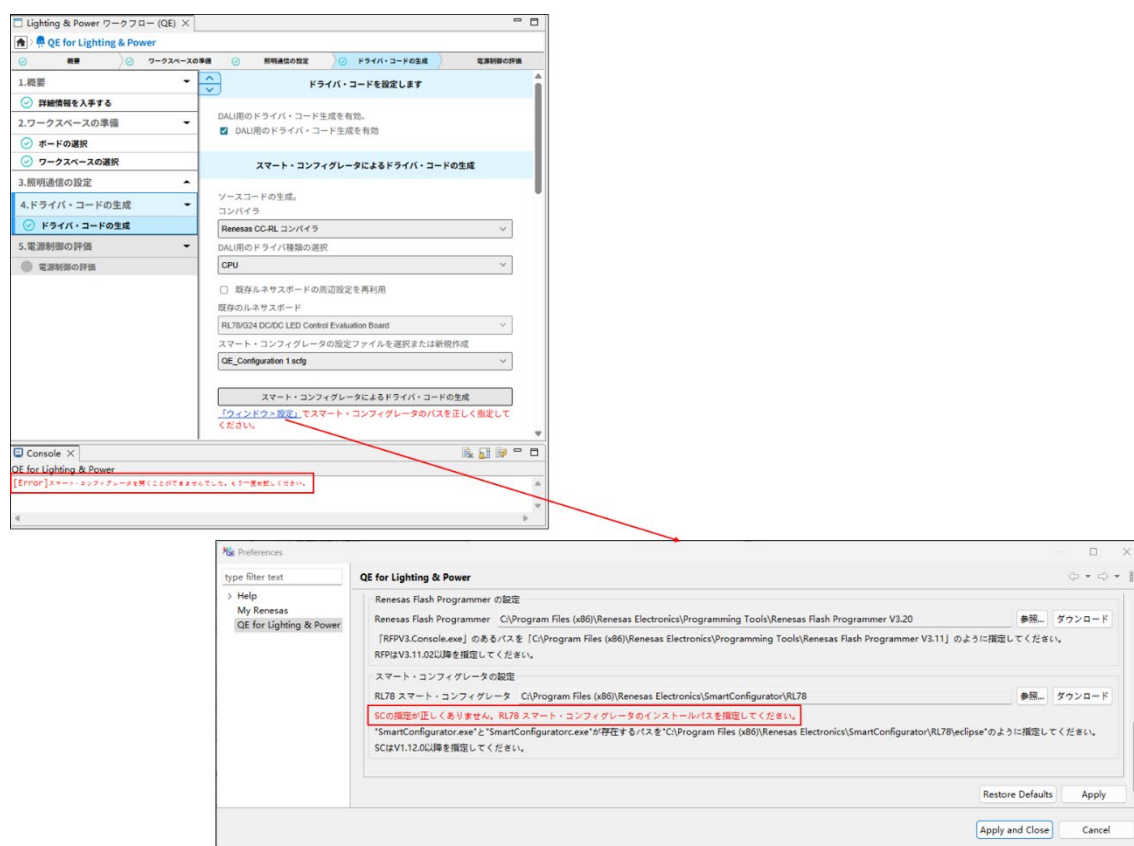 Lighting & Power ワークフロー (QE)
QE for Lighting & Power
概要
ワークスペースの準備
照明通信の設定
ドライバ・コードの生成
電源制御の評価
1.概要
詳細情報を入手する
2.ワークスペースの準備
ボードの選択
ワークスペースの選択
3.照明通信の設定
4.ドライバ・コードの生成
ドライバ・コードの生成
5.電源制御の評価
電源制御の評価
ドライバ・コードを設定します
DALI用のドライバ・コード生成を有効。
DALI用のドライバ・コード生成を有効
スマート・コンフィグレータによるドライバ・コードの生成
ソースコードの生成。
コンパイラ
Renesas CC-RL コンパイラ
DALI用のドライバ種類の選択
CPU
既存ルネサスボードの周辺設定を再利用
既存のルネサスボード
RL78/G24 DC/DC LED Control Evaluation Board
スマート・コンフィグレータの設定ファイルを選択または新規作成
QE_Configuration 1.scfg
スマート・コンフィグレータによるドライバ・コードの生成
「ウィンドウ > 設定」でスマート・コンフィグレータのパスを正しく指定して
ください。
Console
QE for Lighting & Power
[Error]スマート・コンフィグレータを開くことができませんでした。もう一度お試しください。
Preferences
type filter text
Help
My Renesas
QE for Lighting & Power
QE for Lighting & Power
Renesas Flash Programmer の設定
Renesas Flash Programmer C:\Program Files (x86)\Renesas Electronics\Programming Tools\Renesas Flash Programmer V3.20 参照... ダウンロード
「RFPV3.Console.exe」のあるパスを「C:\Program Files (x86)\Renesas Electronics\Programming Tools\Renesas Flash Programmer V3.11」のように指定してください。
RFPはV3.11.02以降を指定してください。
スマート・コンフィグレータの設定
RL78 スマート・コンフィグレータ C:\Program Files (x86)\Renesas Electronics\SmartConfigurator\RL78 参照... ダウンロード
SCの指定が正しくありません。RL78 スマート・コンフィグレータのインストールパスを指定してください。
"SmartConfigurator.exe"と"SmartConfiguratorc.exe"が存在するパスを"C:\Program Files (x86)\Renesas Electronics\SmartConfigurator\RL78\eclipse"のように指定してください。
SCはV1.12.0以降を指定してください。
Restore Defaults Apply
Apply and Close Cancel